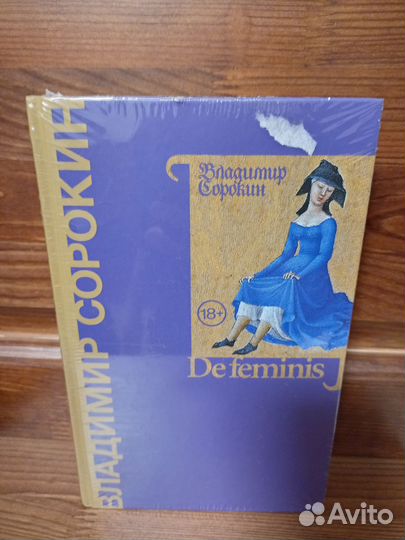 ВЛАДИМИР СОРОКИН
Владимир
Сорокин
18+
De feminis
Avito